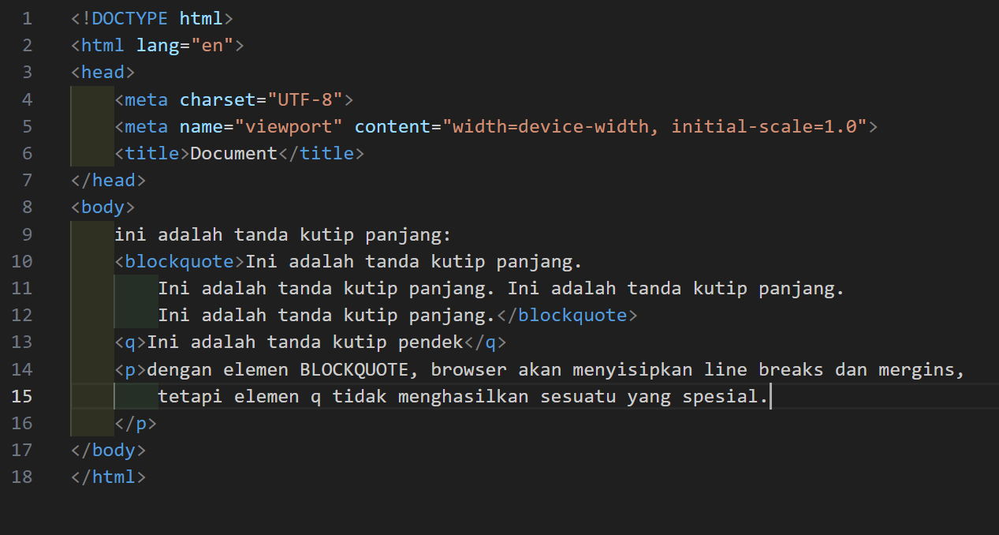 1 <!DOCTYPE html>
2 <html lang="en">
3 <head>
4     <meta charset="UTF-8">
5     <meta name="viewport" content="width=device-width, initial-scale=1.0">
6     <title>Document</title>
7 </head>
8 <body>
9     ini adalah tanda kutip panjang:
10     <blockquote>Ini adalah tanda kutip panjang.
11         Ini adalah tanda kutip panjang. Ini adalah tanda kutip panjang.
12         Ini adalah tanda kutip panjang.</blockquote>
13     <q>Ini adalah tanda kutip pendek</q>
14     <p>dengan elemen BLOCKQUOTE, browser akan menyisipkan line breaks dan mergins,
15         tetapi elemen q tidak menghasilkan sesuatu yang spesial.
16     </p>
17 </body>
18 </html>